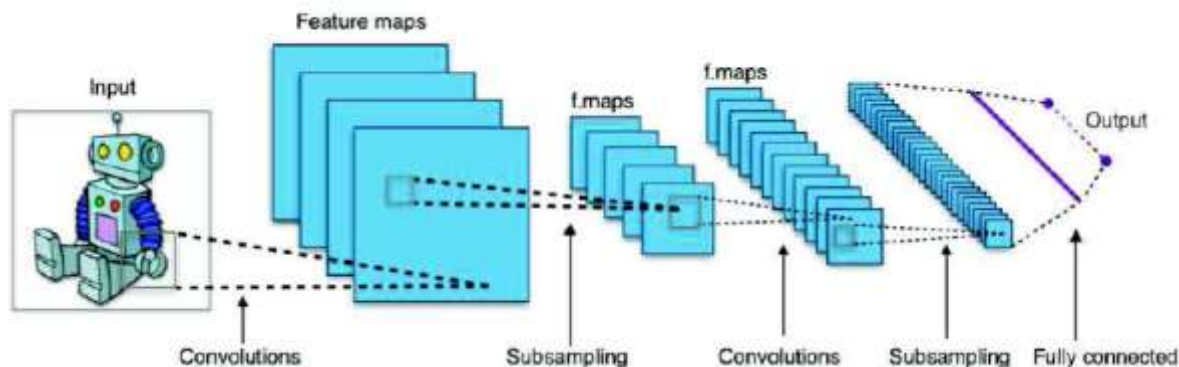 Feature maps
Input
f.maps
f.maps
Output
Convolutions
Subsampling
Convolutions
Subsampling
Fully connected